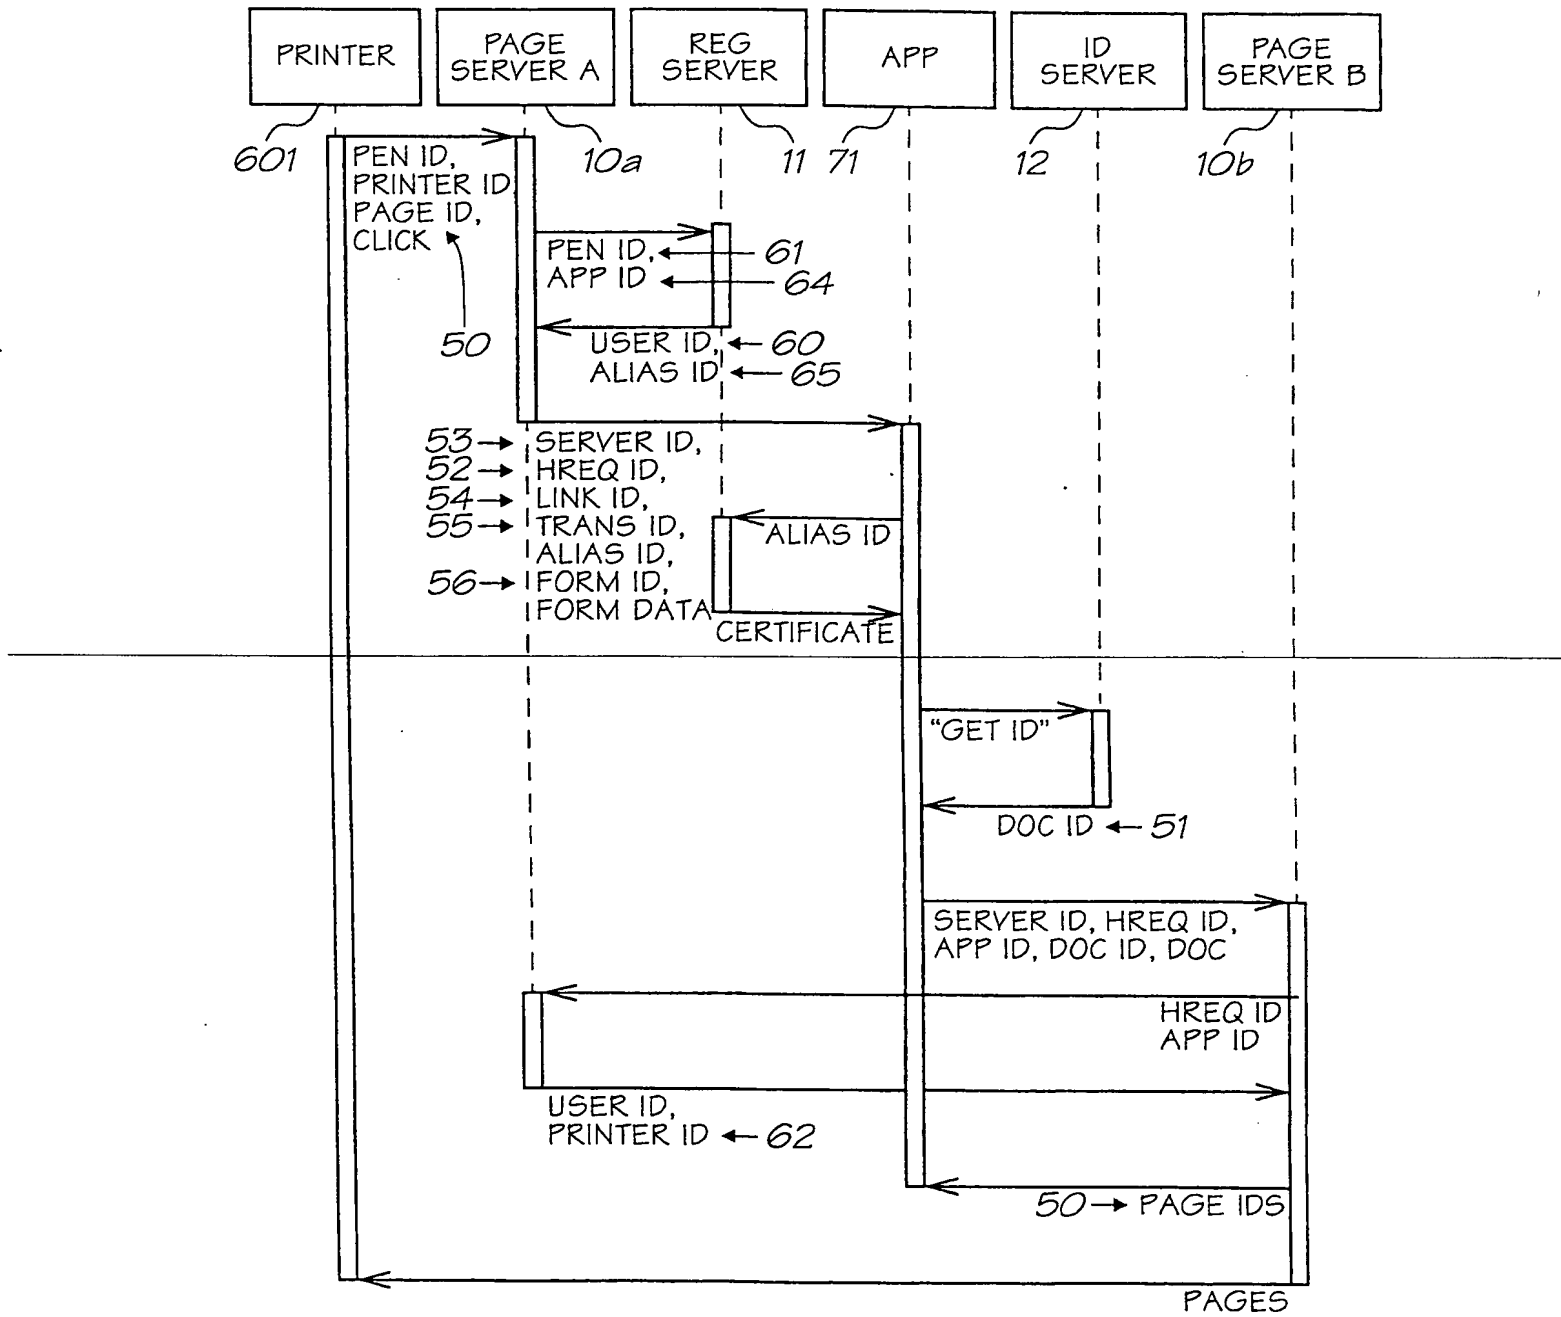 PRINTER
PAGE
SERVER A
REG
SERVER
APP
ID
SERVER
PAGE
SERVER B
601
10a
11
71
12
10b
PEN ID,
PRINTER ID
PAGE ID,
CLICK
50
PEN ID,
61
APP ID
64
USER ID,
60
ALIAS ID
65
53
SERVER ID,
52
HREQ ID,
54
LINK ID,
55
TRANS ID,
ALIAS ID,
56
FORM ID,
FORM DATA
ALIAS ID
CERTIFICATE
“GET ID”
DOC ID
51
SERVER ID, HREQ ID,
APP ID, DOC ID, DOC
HREQ ID
APP ID
USER ID,
PRINTER ID
62
50
PAGE IDS
PAGES